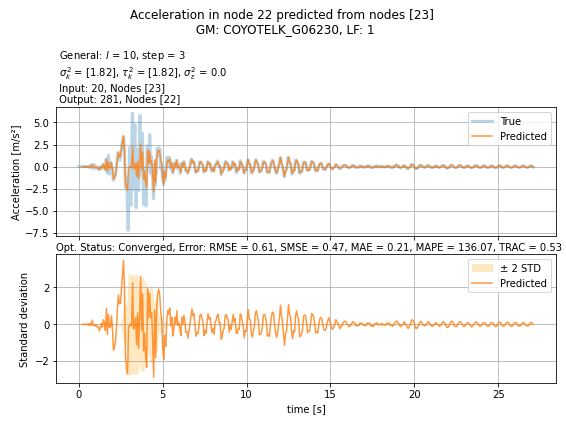 Acceleration in node 22 predicted from nodes [23]
GM: COYOTELK_G06230, LF: 1
General: l = 10, step = 3
σ²ₖ = [1.82], τ²ₖ = [1.82], σ²ε = 0.0
Input: 20, Nodes [23]
Output: 281, Nodes [22]
5.0
2.5
0.0
−2.5
−5.0
−7.5
Acceleration [m/s²]
True
Predicted
Opt. Status: Converged, Error: RMSE = 0.61, SMSE = 0.47, MAE = 0.21, MAPE = 136.07, TRAC = 0.53
2
0
−2
Standard deviation
± 2 STD
Predicted
0 5 10 15 20 25
time [s]